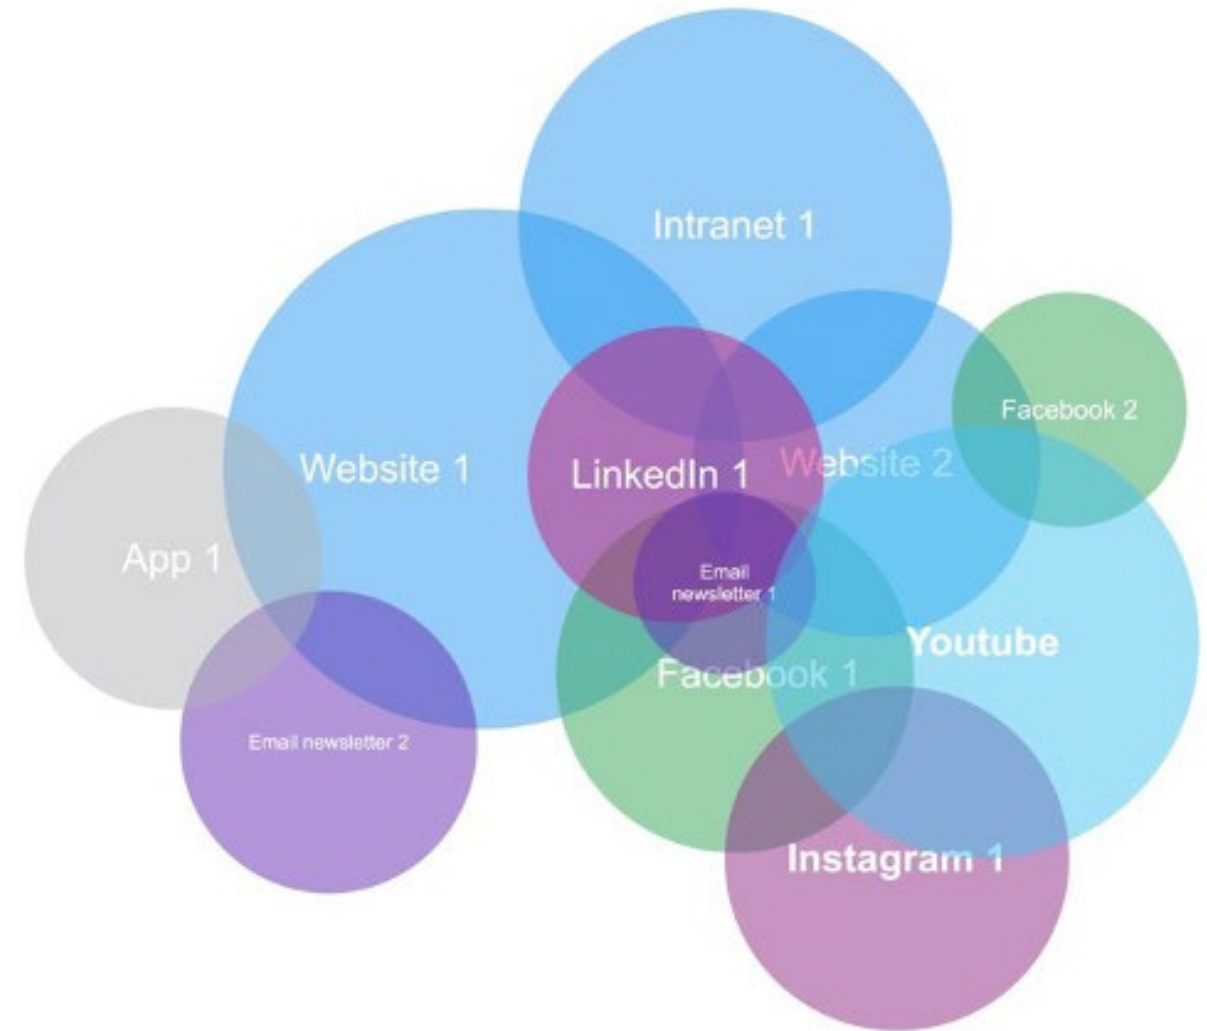 Intranet 1
Facebook 2
Website 2
Website 1
LinkedIn 1
App 1
Email
newsletter 1
Youtube
Facebook 1
Email newsletter 2
Instagram 1